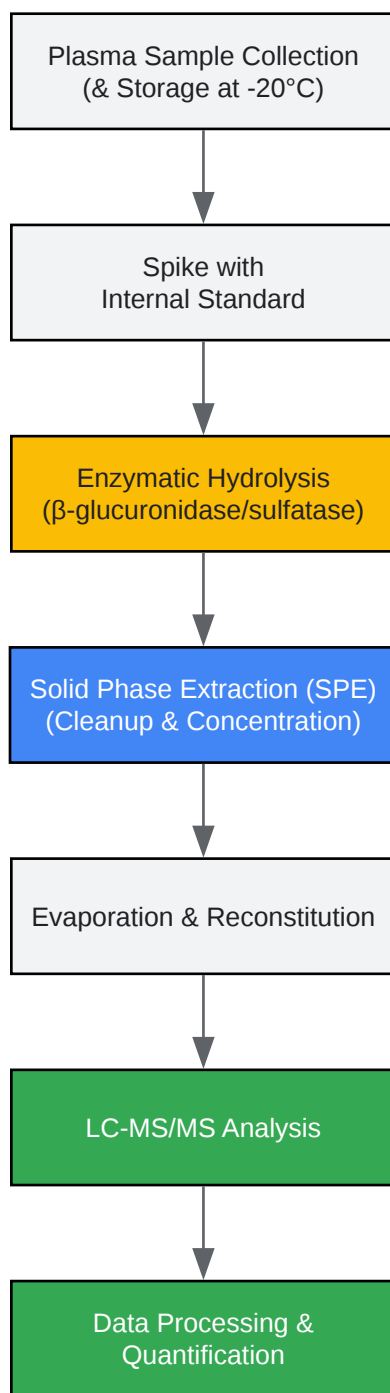 Plasma Sample Collection
(& Storage at -20°C)
Spike with
Internal Standard
Enzymatic Hydrolysis
(β-glucuronidase/sulfatase)
Solid Phase Extraction (SPE)
(Cleanup & Concentration)
Evaporation & Reconstitution
LC-MS/MS Analysis
Data Processing &
Quantification